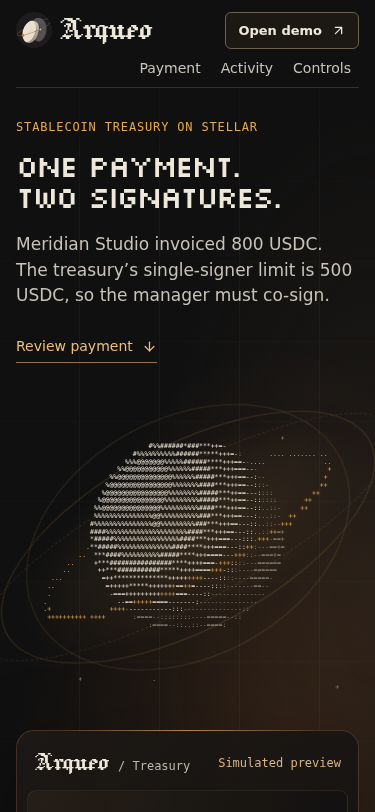 Arqueo
Open demo
Payment Activity Controls
STABLECOIN TREASURY ON STELLAR
ONE PAYMENT.
TWO SIGNATURES.
Meridian Studio invoiced 800 USDC.
The treasury’s single-signer limit is 500
USDC, so the manager must co-sign.
Review payment ↓
Arqueo / Treasury
Simulated preview